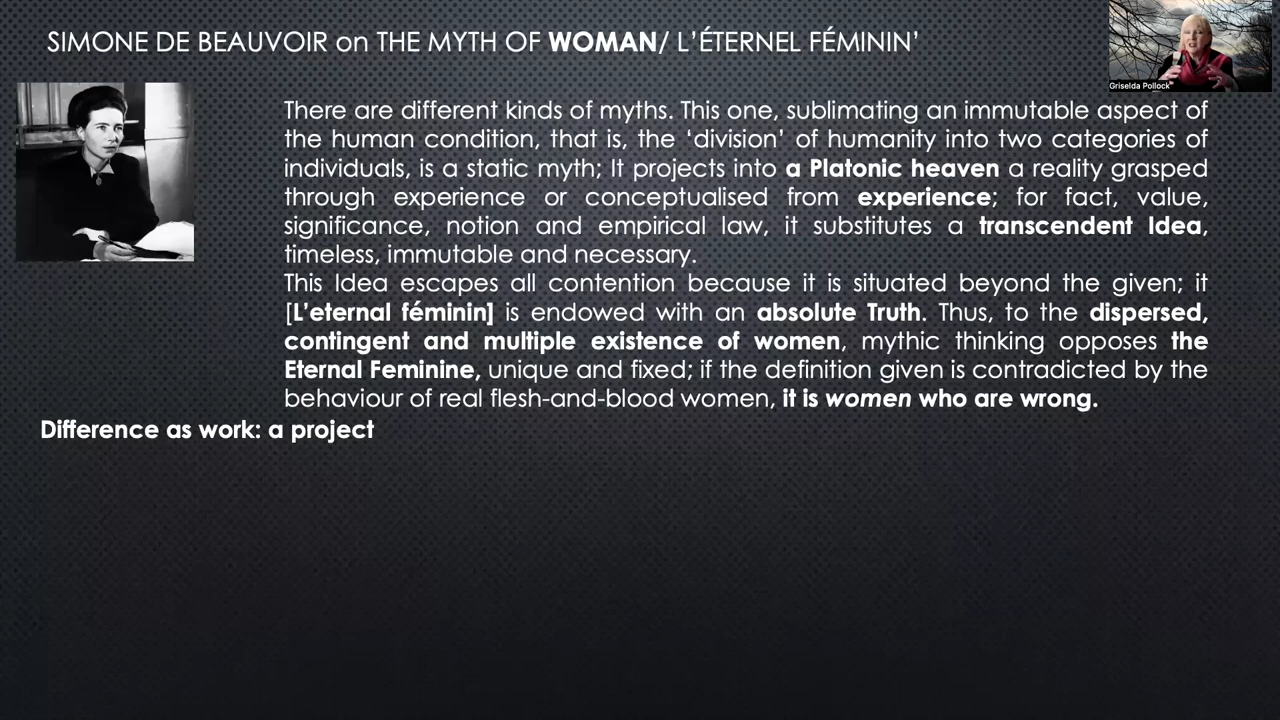 SIMONE DE BEAUVOIR on THE MYTH OF WOMAN/ L’ÉTERNEL FÉMININ’
Griselda Pollock
There are different kinds of myths. This one, sublimating an immutable aspect of
the human condition, that is, the ‘division’ of humanity into two categories of
individuals, is a static myth; It projects into a Platonic heaven a reality grasped
through experience or conceptualised from experience; for fact, value,
significance, notion and empirical law, it substitutes a transcendent Idea,
timeless, immutable and necessary.
This Idea escapes all contention because it is situated beyond the given; it
[L’eternal féminin] is endowed with an absolute Truth. Thus, to the dispersed,
contingent and multiple existence of women, mythic thinking opposes the
Eternal Feminine, unique and fixed; if the definition given is contradicted by the
behaviour of real flesh-and-blood women, it is women who are wrong.
Difference as work: a project